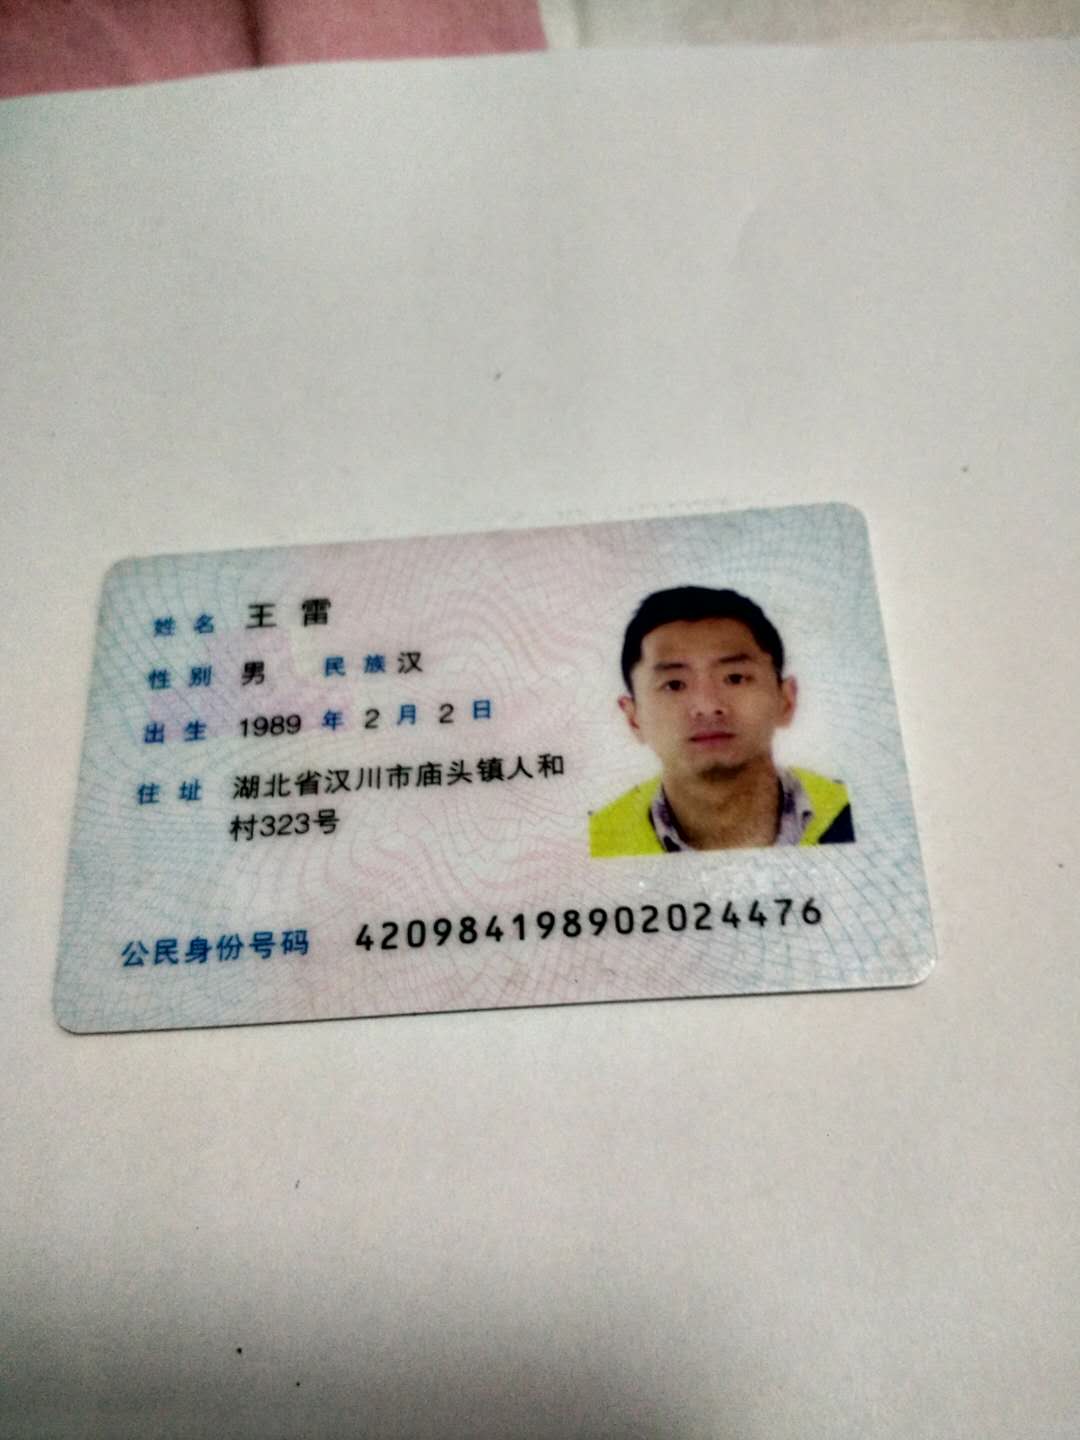 姓名 王雷
性别 男 民族 汉
出生 1989 年 2 月 2 日
住址 湖北省汉川市庙头镇人和
村323号
公民身份号码 420984198902024476